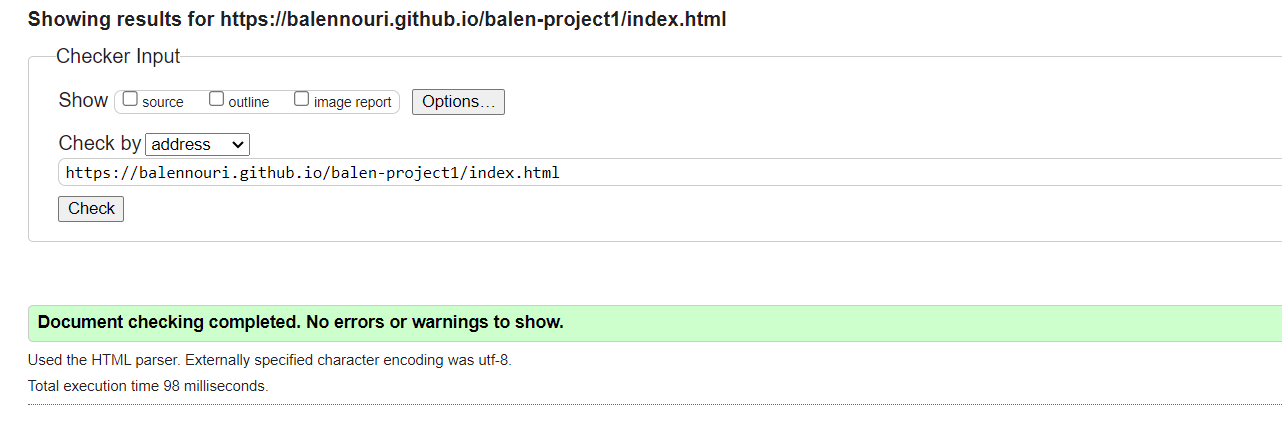 Showing results for https://balennouri.github.io/balen-project1/index.html
Checker Input
Show source outline image report Options...
Check by address
https://balennouri.github.io/balen-project1/index.html
Check
Document checking completed. No errors or warnings to show.
Used the HTML parser. Externally specified character encoding was utf-8.
Total execution time 98 milliseconds.